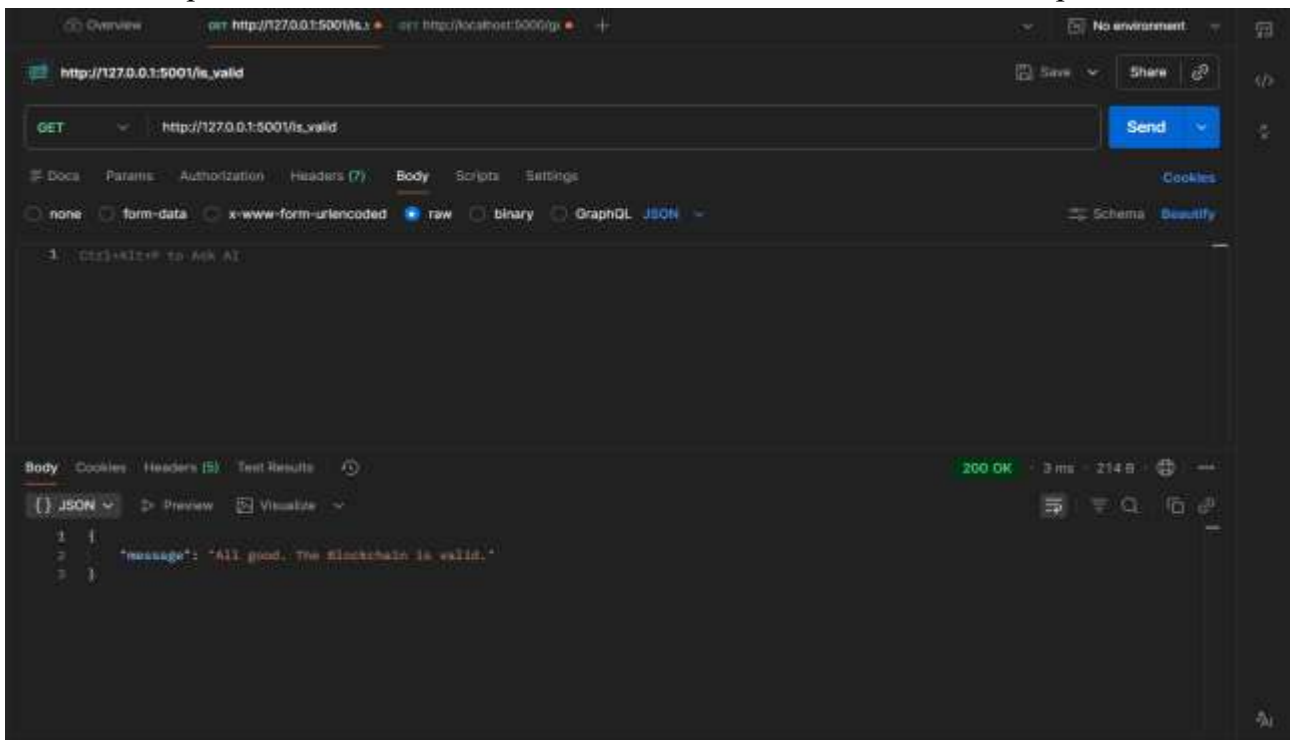 Overview GET http://127.0.0.1:5001/is_v GET http://localhost:5000/g + No environment
http://127.0.0.1:5001/is_valid Save Share
GET http://127.0.0.1:5001/is_valid Send
Docs Params Authorization Headers (7) Body Scripts Settings Cookies
none form-data x-www-form-urlencoded raw binary GraphQL JSON Schema Beautify
1 Ctrl+Alt+P to Ask AI
Body Cookies Headers (5) Test Results 200 OK 3 ms 214 B
{} JSON Preview Visualize
1 {
2 "message": "All good. The Blockchain is valid."
3 }